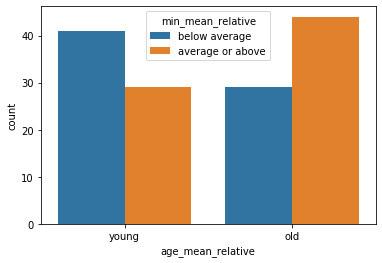 min_mean_relative
below average
average or above
40
30
20
10
0
count
young
old
age_mean_relative